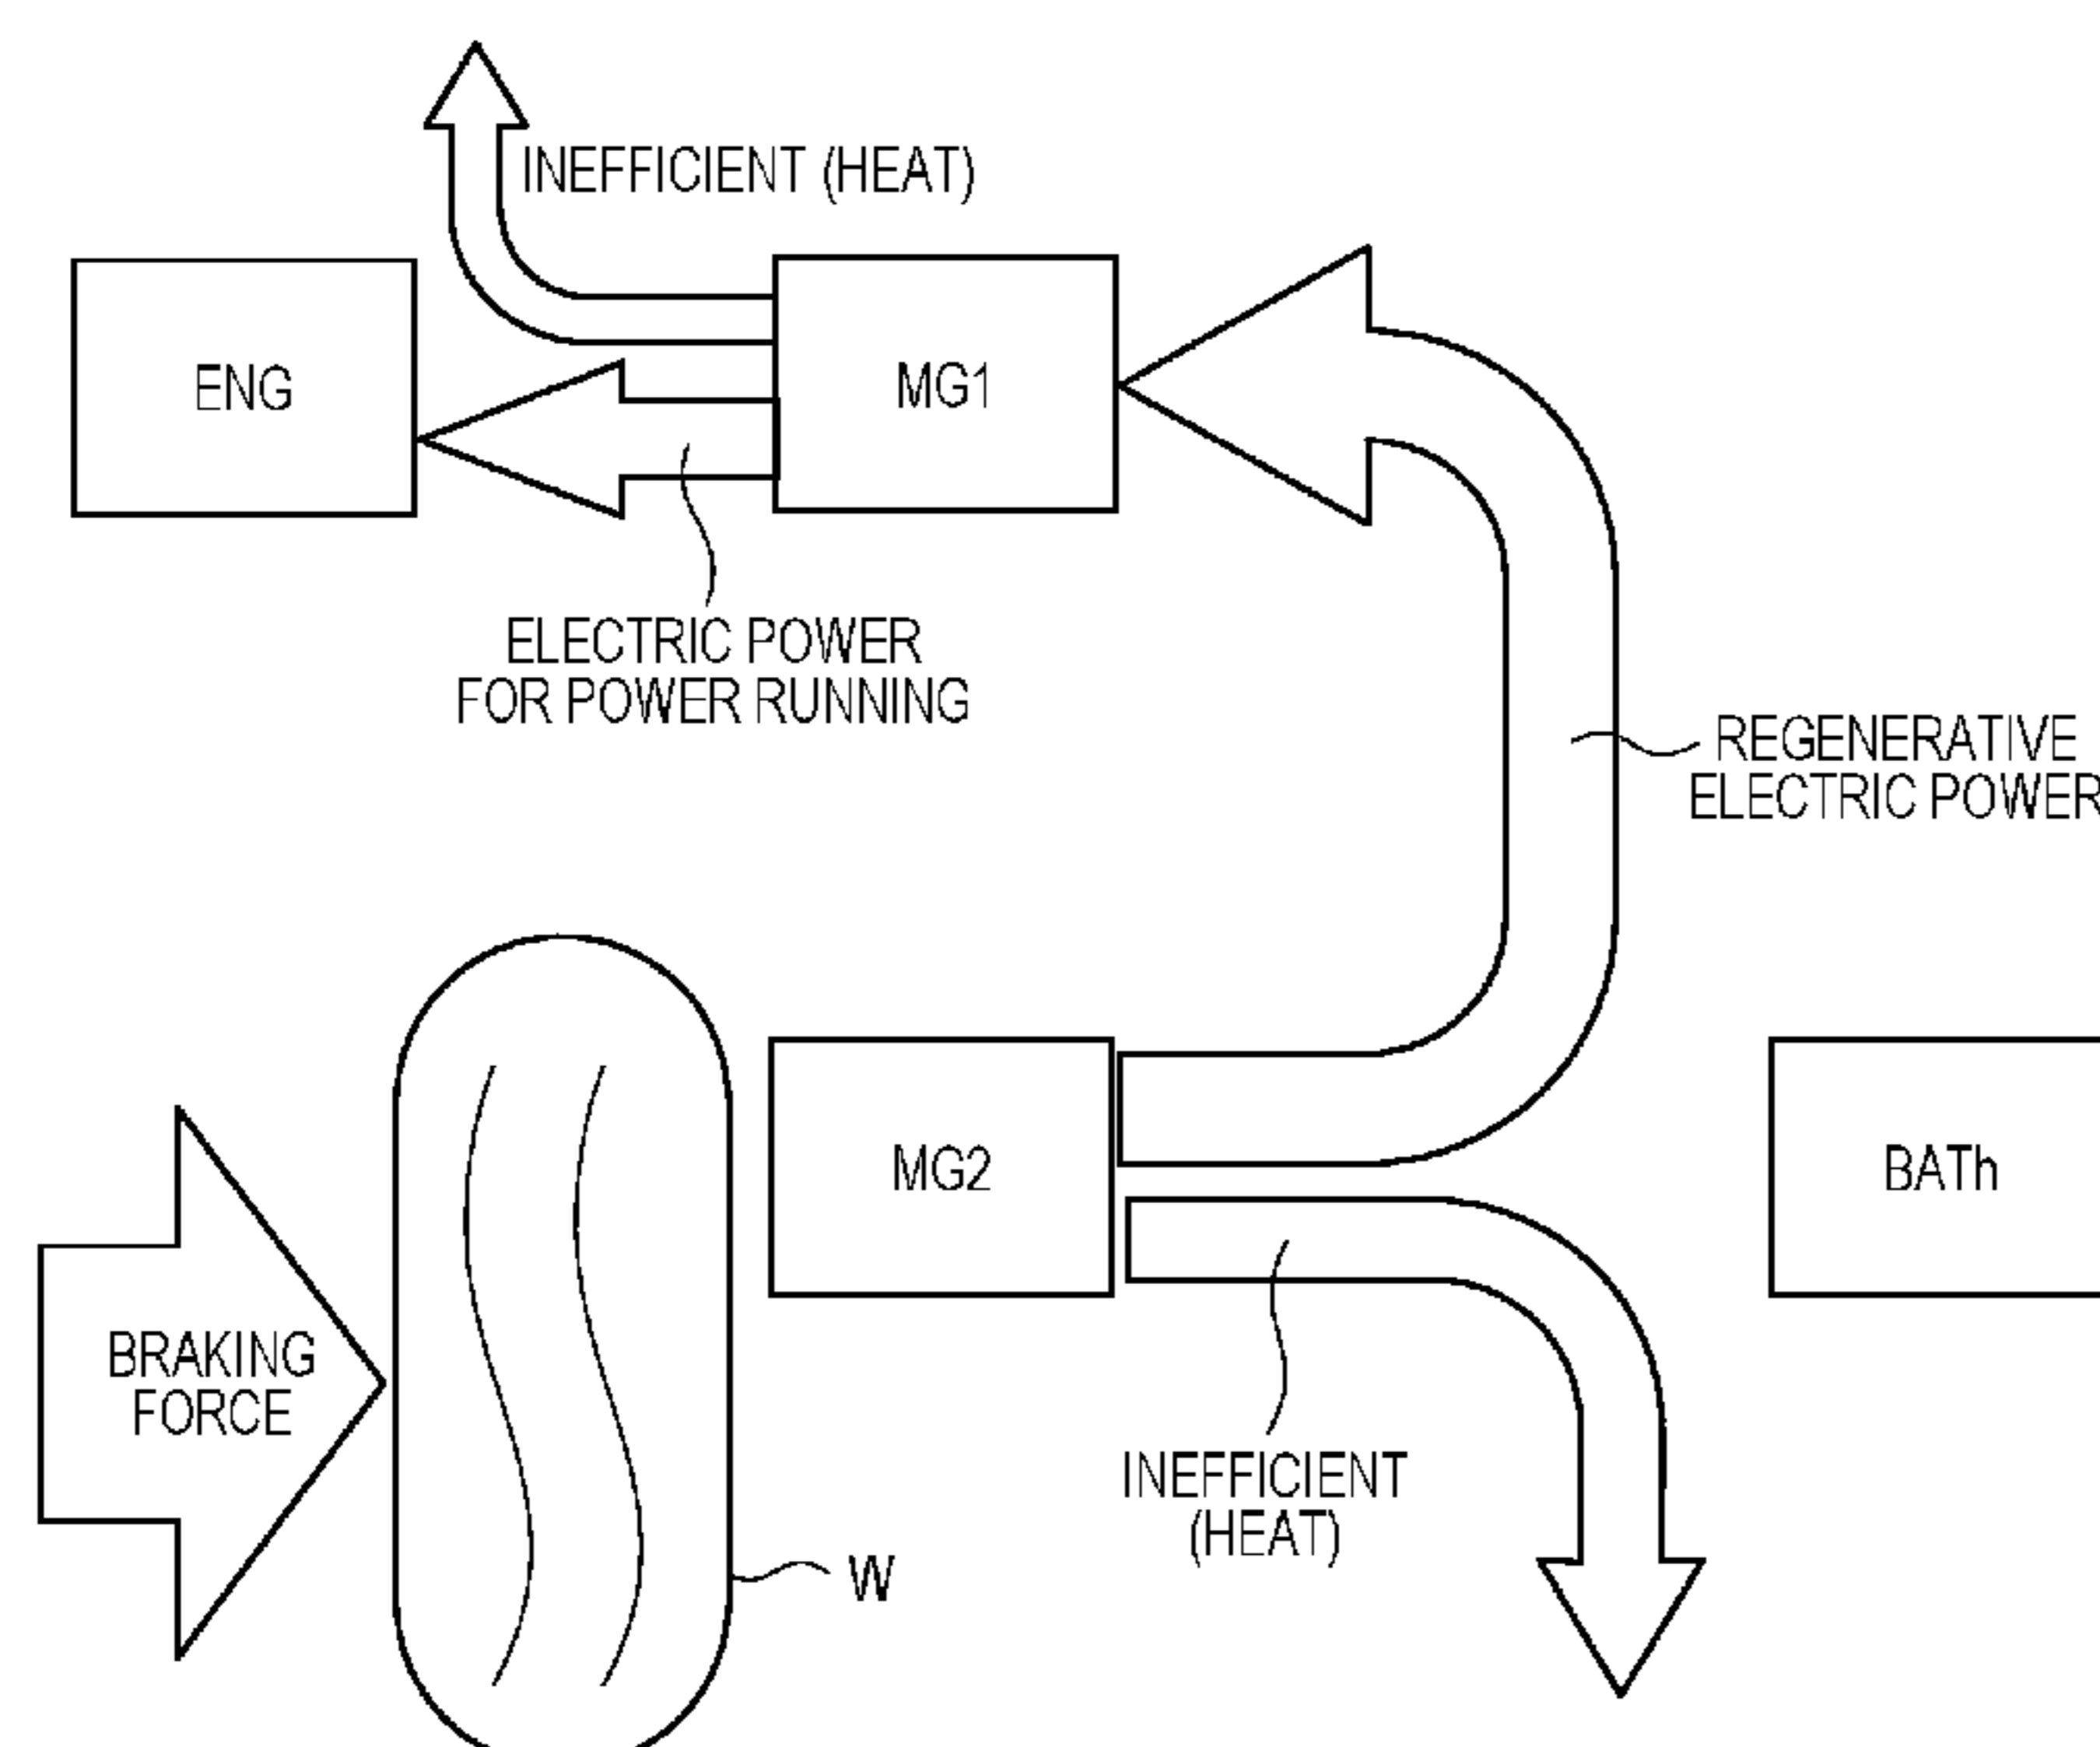 INEFFICIENT (HEAT)
ENG
MG1
ELECTRIC POWER
FOR POWER RUNNING
REGENERATIVE
ELECTRIC POWER
MG2
BATh
BRAKING
FORCE
INEFFICIENT
(HEAT)
W